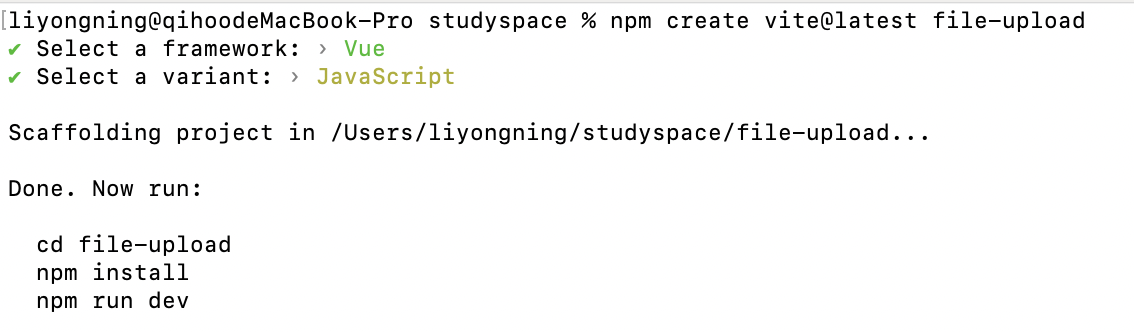 liyongning@qihoodeMacBook-Pro studyspace % npm create vite@latest file-upload
✔ Select a framework: › Vue
✔ Select a variant: › JavaScript
Scaffolding project in /Users/liyongning/studyspace/file-upload...
Done. Now run:
cd file-upload
npm install
npm run dev